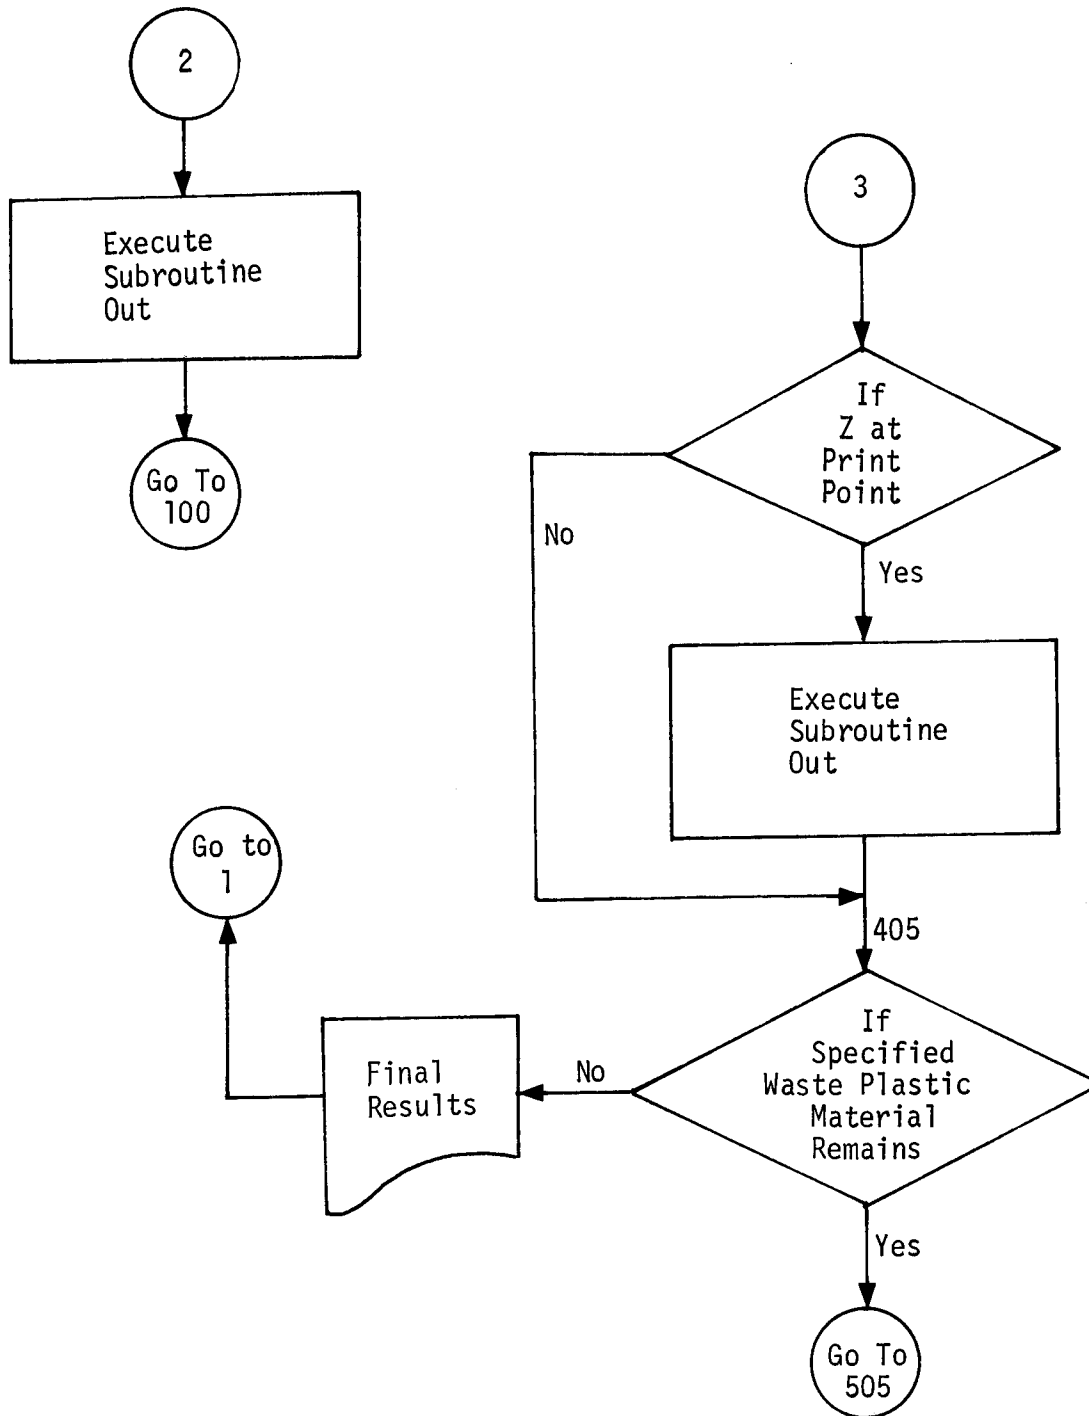 2
Execute
Subroutine
Out
Go To
100
3
If
Z at
Print
Point
No
Yes
Execute
Subroutine
Out
405
If
Specified
Waste Plastic
Material
Remains
No
Final
Results
Go to
1
Yes
Go To
505